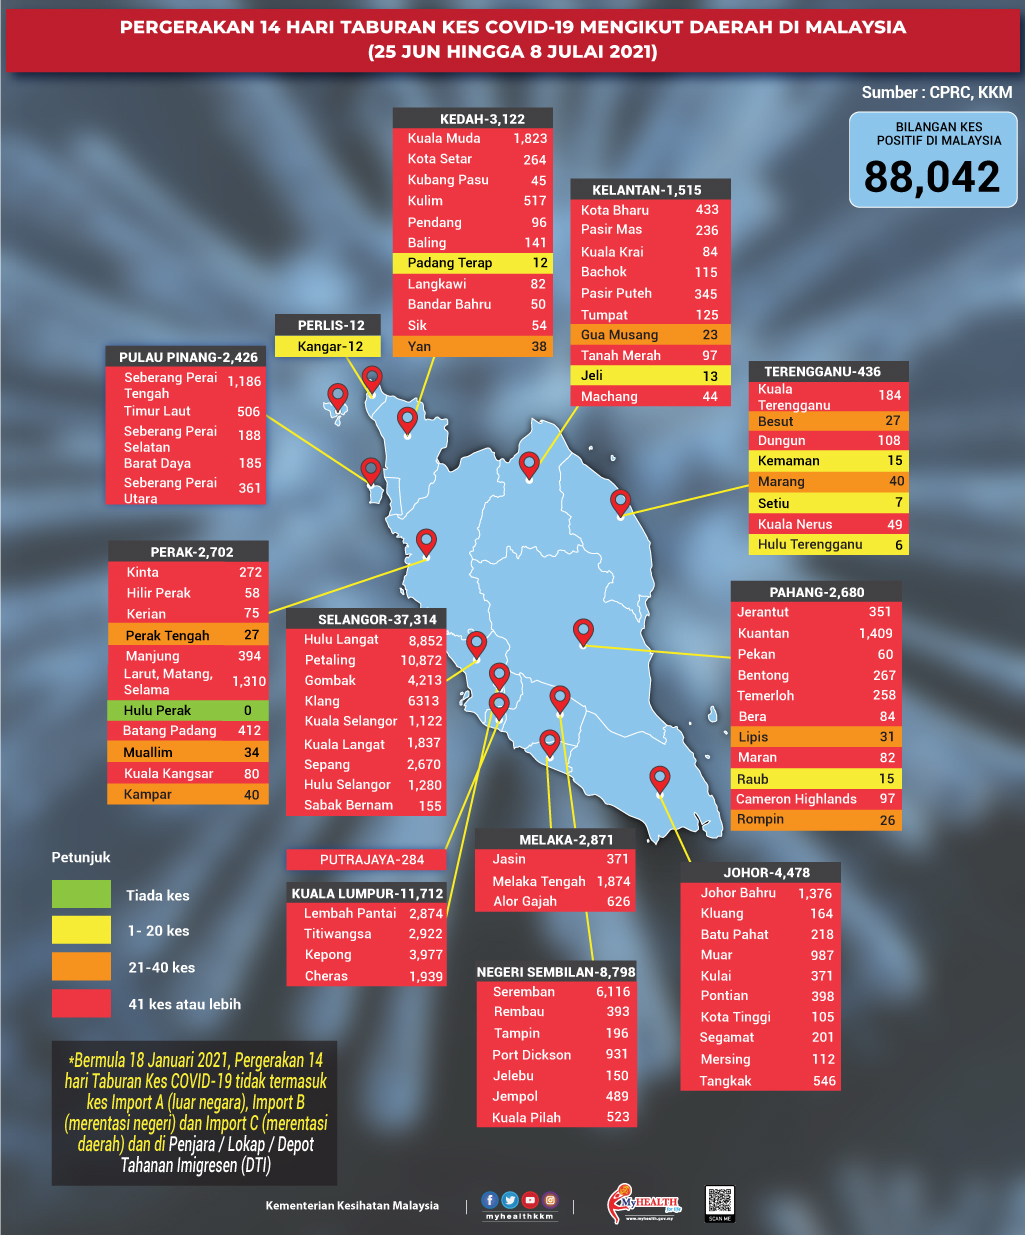 PERGERAKAN 14 HARI TABURAN KES COVID-19 MENGIKUT DAERAH DI MALAYSIA
(25 JUN HINGGA 8 JULAI 2021)
Sumber : CPRC, KKM
BILANGAN KES
POSITIF DI MALAYSIA
88,042
KEDAH-3,122
Kuala Muda 1,823
Kota Setar 264
Kubang Pasu 45
Kulim 517
Pendang 96
Baling 141
Padang Terap 12
Langkawi 82
Bandar Bahru 50
Sik 54
Yan 38
KELANTAN-1,515
Kota Bharu 433
Pasir Mas 236
Kuala Krai 84
Bachok 115
Pasir Puteh 345
Tumpat 125
Gua Musang 23
Tanah Merah 97
Jeli 13
Machang 44
PERLIS-12
Kangar-12
PULAU PINANG-2,426
Seberang Perai
Tengah 1,186
Timur Laut 506
Seberang Perai
Selatan 188
Barat Daya 185
Seberang Perai
Utara 361
TERENGGANU-436
Kuala
Terengganu 184
Besut 27
Dungun 108
Kemaman 15
Marang 40
Setiu 7
Kuala Nerus 49
Hulu Terengganu 6
PERAK-2,702
Kinta 272
Hilir Perak 58
Kerian 75
Perak Tengah 27
Manjung 394
Larut, Matang,
Selama 1,310
Hulu Perak 0
Batang Padang 412
Muallim 34
Kuala Kangsar 80
Kampar 40
SELANGOR-37,314
Hulu Langat 8,852
Petaling 10,872
Gombak 4,213
Klang 6313
Kuala Selangor 1,122
Kuala Langat 1,837
Sepang 2,670
Hulu Selangor 1,280
Sabak Bernam 155
PAHANG-2,680
Jerantut 351
Kuantan 1,409
Pekan 60
Bentong 267
Temerloh 258
Bera 84
Lipis 31
Maran 82
Raub 15
Cameron Highlands 97
Rompin 26
PUTRAJAYA-284
KUALA LUMPUR-11,712
Lembah Pantai 2,874
Titiwangsa 2,922
Kepong 3,977
Cheras 1,939
MELAKA-2,871
Jasin 371
Melaka Tengah 1,874
Alor Gajah 626
NEGERI SEMBILAN-8,798
Seremban 6,116
Rembau 393
Tampin 196
Port Dickson 931
Jelebu 150
Jempol 489
Kuala Pilah 523
JOHOR-4,478
Johor Bahru 1,376
Kluang 164
Batu Pahat 218
Muar 987
Kulai 371
Pontian 398
Kota Tinggi 105
Segamat 201
Mersing 112
Tangkak 546
Petunjuk
Tiada kes
1- 20 kes
21-40 kes
41 kes atau lebih
*Bermula 18 Januari 2021, Pergerakan 14
hari Taburan Kes COVID-19 tidak termasuk
kes Import A (luar negara), Import B
(merentasi negeri) dan Import C (merentasi
daerah) dan di Penjara / Lokap / Depot
Tahanan Imigresen (DTI)
Kementerian Kesihatan Malaysia
myhealthkkm
MyHEALTH
for life
www.myhealth.gov.my
SCAN ME